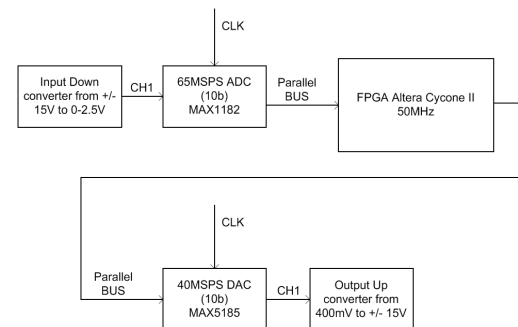 CLK
Input Down
converter from +/-
15V to 0-2.5V
CH1
65MSPS ADC
(10b)
MAX1182
Parallel
BUS
FPGA Altera Cycone II
50MHz
CLK
Parallel
BUS
40MSPS DAC
(10b)
MAX5185
CH1
Output Up
converter from
400mV to +/- 15V